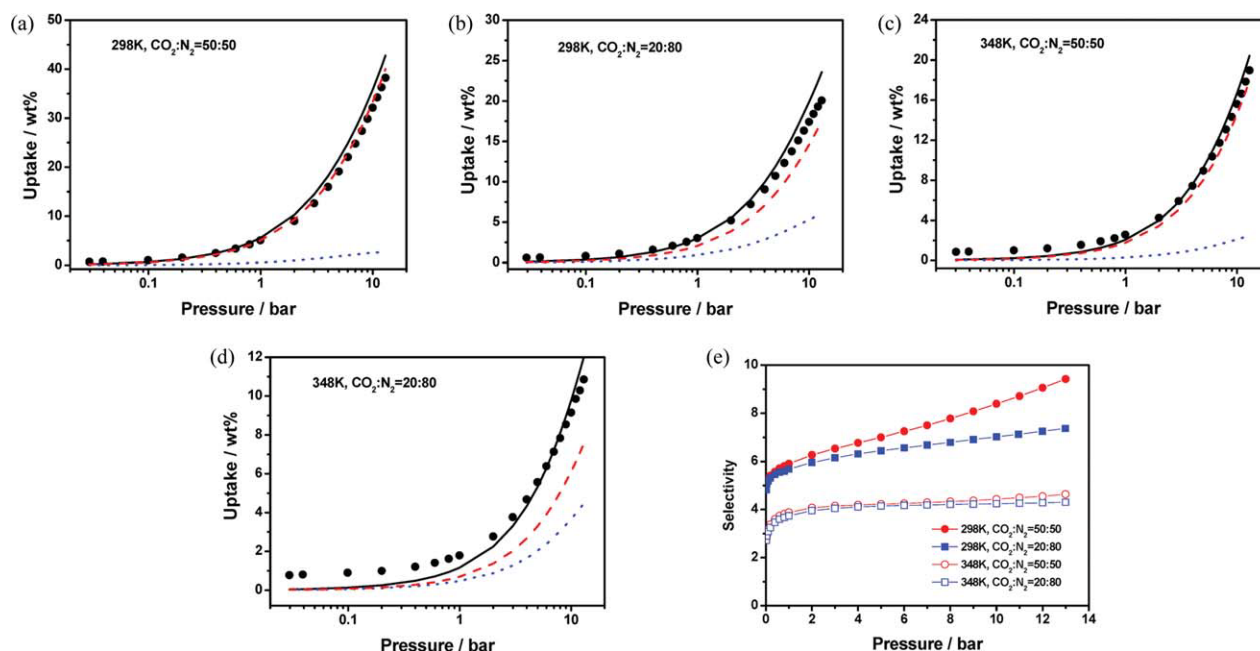 (a)
298K, CO₂:N₂=50:50
50
40
30
20
10
0
Uptake / wt%
0.1 1 10
Pressure / bar
(b)
298K, CO₂:N₂=20:80
30
25
20
15
10
5
0
Uptake / wt%
0.1 1 10
Pressure / bar
(c)
348K, CO₂:N₂=50:50
24
20
16
12
8
4
0
Uptake / wt%
0.1 1 10
Pressure / bar
(d)
348K, CO₂:N₂=20:80
12
10
8
6
4
2
0
Uptake / wt%
0.1 1 10
Pressure / bar
(e)
10
8
6
4
2
0
Selectivity
298K, CO₂:N₂=50:50
298K, CO₂:N₂=20:80
348K, CO₂:N₂=50:50
348K, CO₂:N₂=20:80
0 2 4 6 8 10 12 14
Pressure / bar